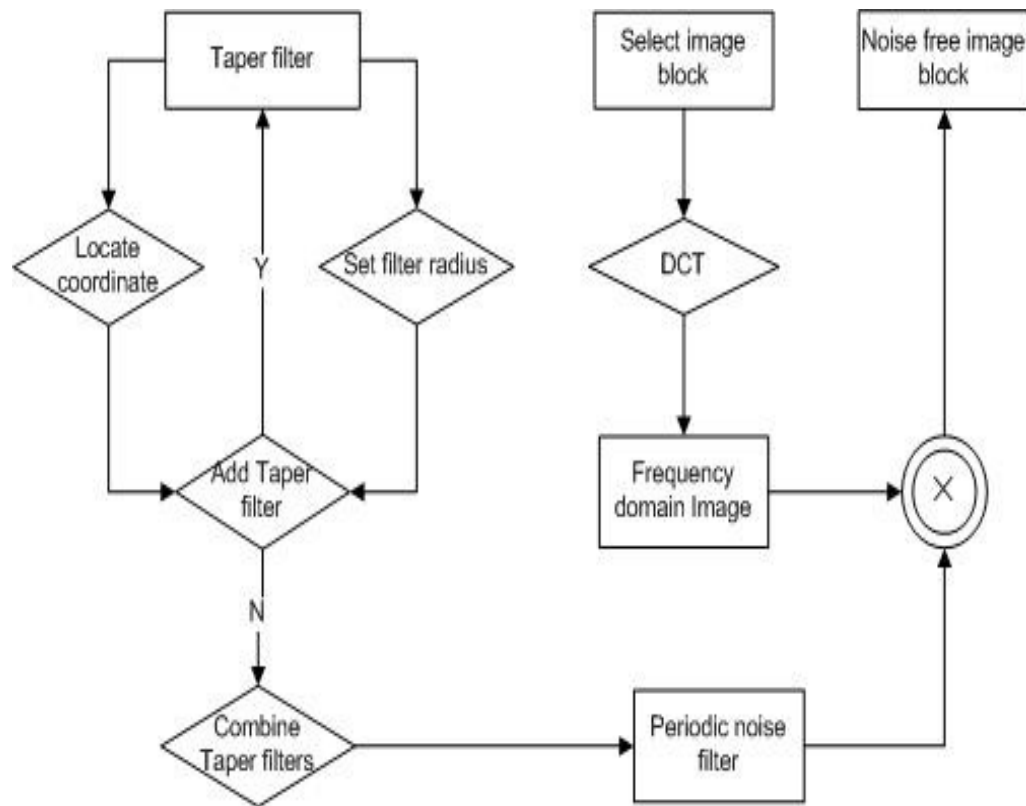 Taper filter
Select image
block
Noise free image
block
Locate
coordinate
Y
Set filter radius
DCT
Add Taper
filter
Frequency
domain Image
X
N
Combine
Taper filters
Periodic noise
filter